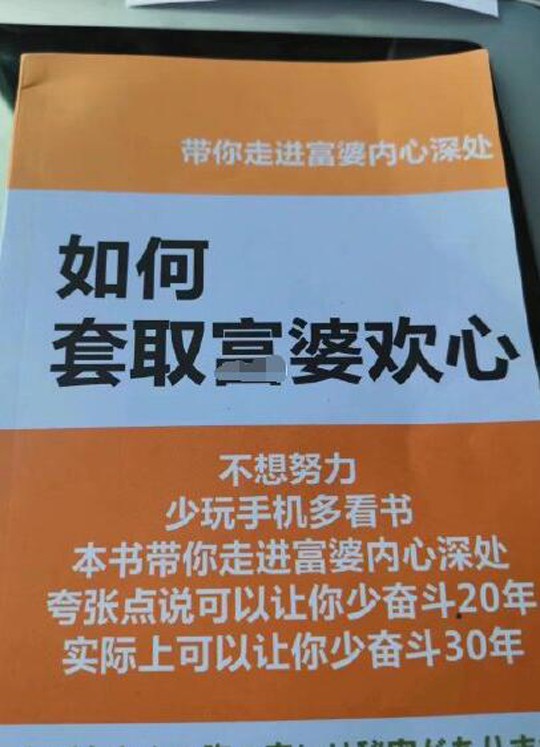 带你走进富婆内心深处
如何
套取富婆欢心
不想努力
少玩手机多看书
本书带你走进富婆内心深处
夸张点说可以让你少奋斗20年
实际上可以让你少奋斗30年